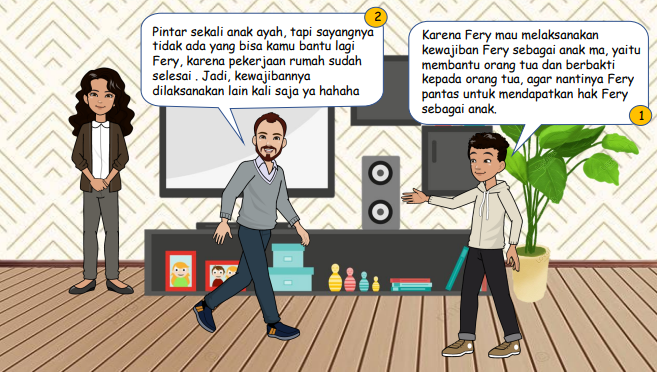 Karena Fery mau melaksanakan
kewajiban Fery sebagai anak ma, yaitu
membantu orang tua dan berbakti
kepada orang tua, agar nantinya Fery
pantas untuk mendapatkan hak Fery
sebagai anak.
1
2
Pintar sekali anak ayah, tapi sayangnya
tidak ada yang bisa kamu bantu lagi
Fery, karena pekerjaan rumah sudah
selesai . Jadi, kewajibannya
dilaksanakan lain kali saja ya hahaha